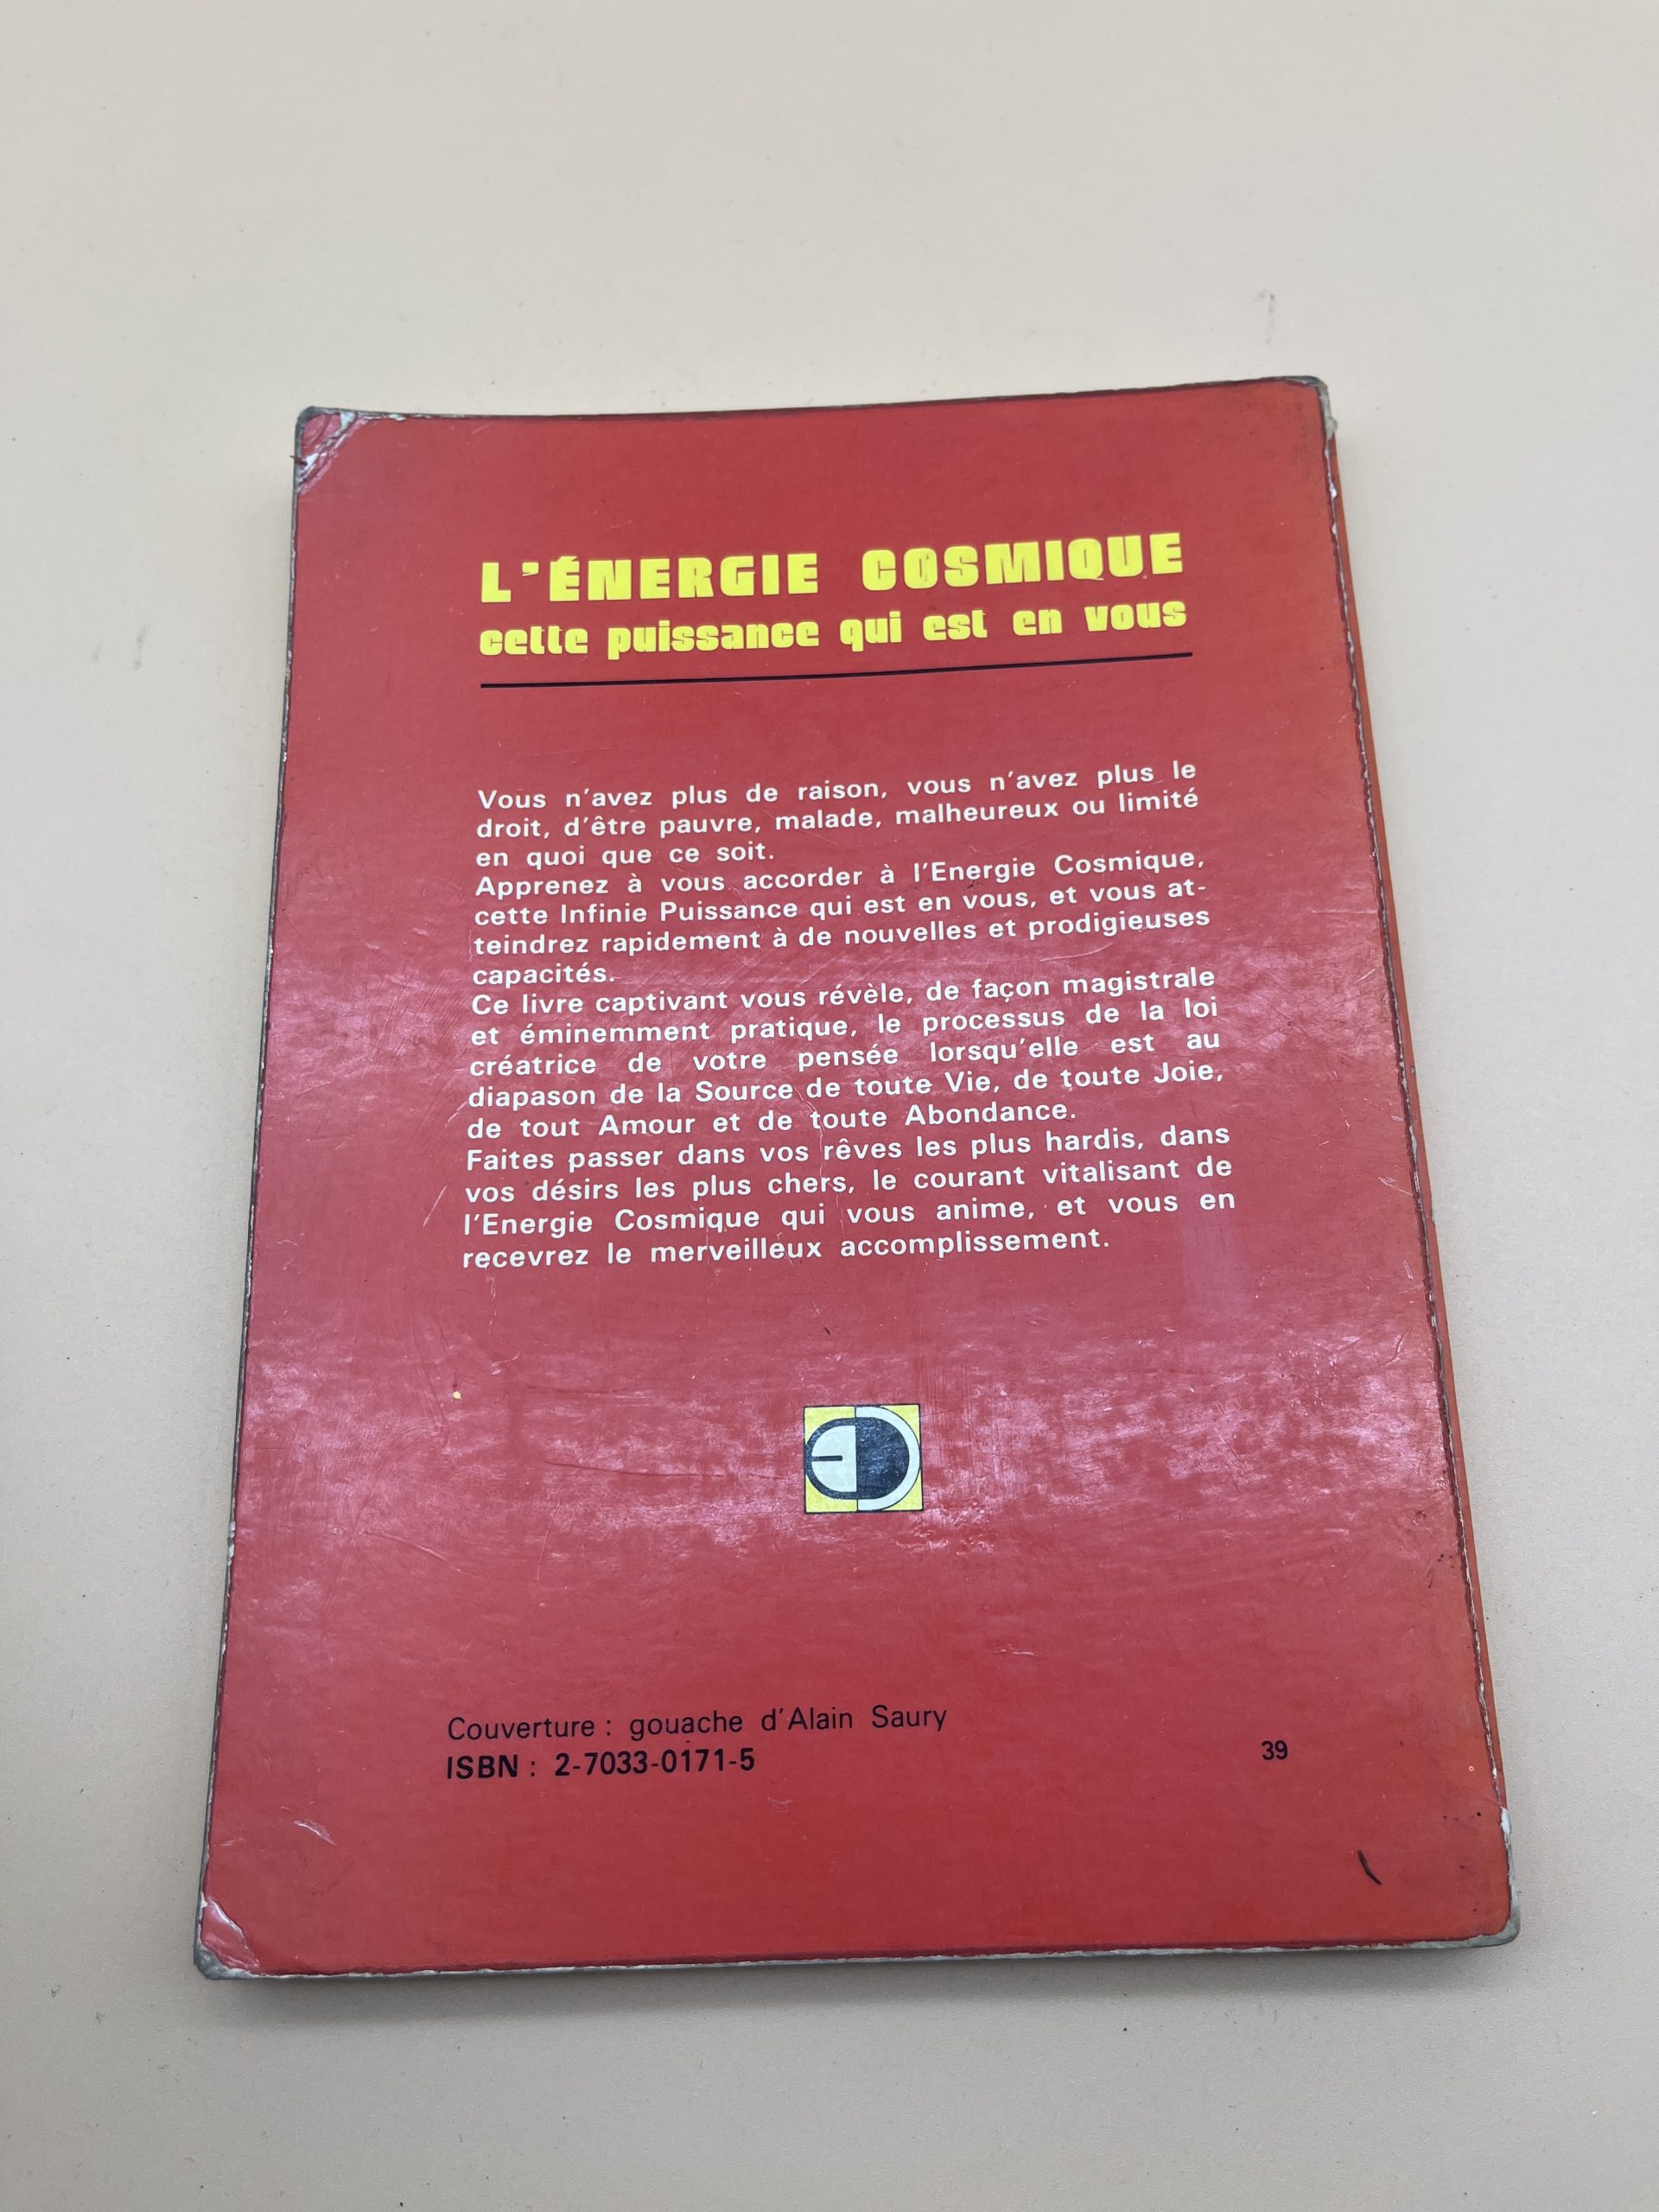 L'ÉNERGIE COSMIQUE
cette puissance qui est en vous
Vous n'avez plus de raison, vous n'avez plus le
droit, d'être pauvre, malade, malheureux ou limité
en quoi que ce soit.
Apprenez à vous accorder à l'Energie Cosmique,
cette Infinie Puissance qui est en vous, et vous at-
teindrez rapidement à de nouvelles et prodigieuses
capacités.
Ce livre captivant vous révèle, de façon magistrale
et éminemment pratique, le processus de la loi
créatrice de votre pensée lorsqu'elle est au
diapason de la Source de toute Vie, de toute Joie,
de tout Amour et de toute Abondance.
Faites passer dans vos rêves les plus hardis, dans
vos désirs les plus chers, le courant vitalisant de
l'Energie Cosmique qui vous anime, et vous en
recevrez le merveilleux accomplissement.
Couverture : gouache d'Alain Saury
ISBN : 2-7033-0171-5
39